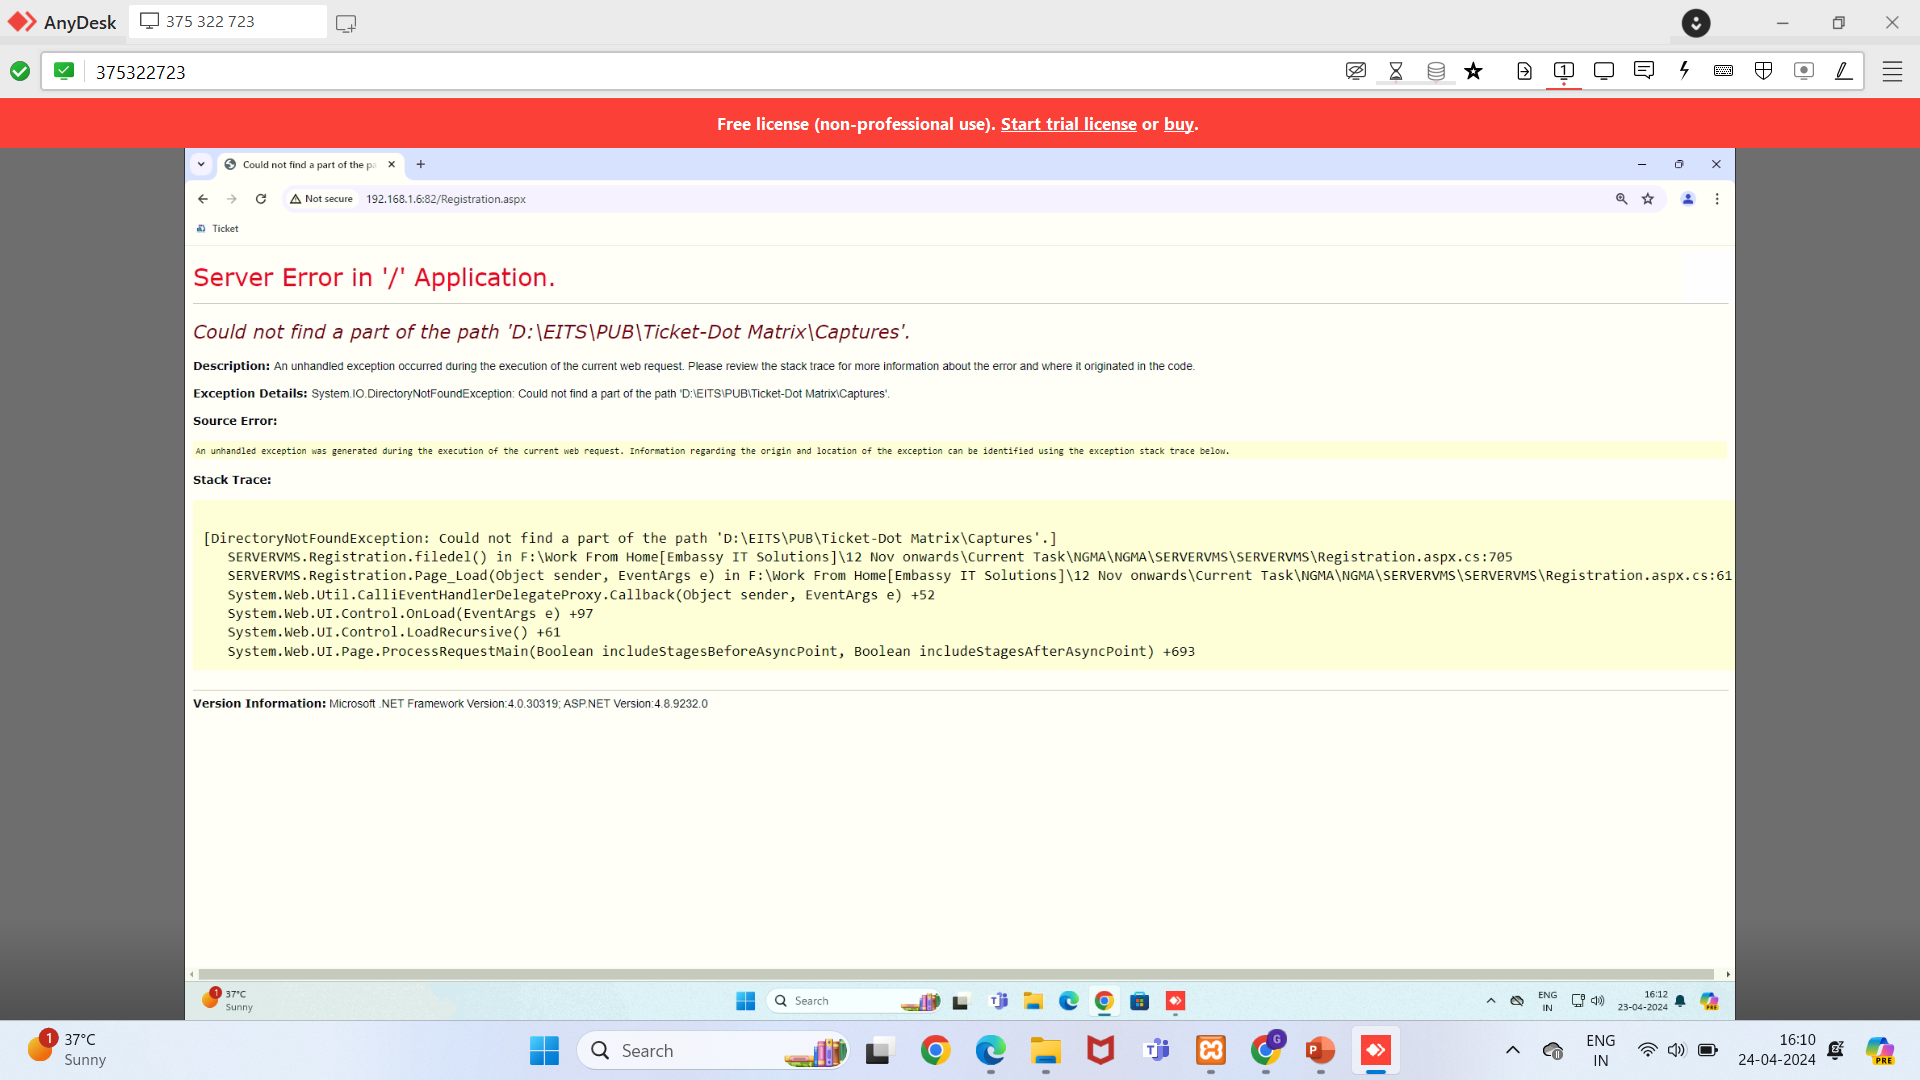 AnyDesk
375 322 723
375322723
1
Free license (non-professional use). Start trial license or buy.
Could not find a part of the pa
Not secure
192.168.1.6:82/Registration.aspx
Ticket
Server Error in '/' Application.
Could not find a part of the path 'D:\EITS\PUB\Ticket-Dot Matrix\Captures'.
Description: An unhandled exception occurred during the execution of the current web request. Please review the stack trace for more information about the error and where it originated in the code.
Exception Details: System.IO.DirectoryNotFoundException: Could not find a part of the path 'D:\EITS\PUB\Ticket-Dot Matrix\Captures'.
Source Error:
An unhandled exception was generated during the execution of the current web request. Information regarding the origin and location of the exception can be identified using the exception stack trace below.
Stack Trace:
[DirectoryNotFoundException: Could not find a part of the path 'D:\EITS\PUB\Ticket-Dot Matrix\Captures'.]
SERVERVMS.Registration.filedel() in F:\Work From Home[Embassy IT Solutions]\12 Nov onwards\Current Task\NGMA\NGMA\SERVERVMS\SERVERVMS\Registration.aspx.cs:705
SERVERVMS.Registration.Page_Load(Object sender, EventArgs e) in F:\Work From Home[Embassy IT Solutions]\12 Nov onwards\Current Task\NGMA\NGMA\SERVERVMS\SERVERVMS\Registration.aspx.cs:61
System.Web.Util.CalliEventHandlerDelegateProxy.Callback(Object sender, EventArgs e) +52
System.Web.UI.Control.OnLoad(EventArgs e) +97
System.Web.UI.Control.LoadRecursive() +61
System.Web.UI.Page.ProcessRequestMain(Boolean includeStagesBeforeAsyncPoint, Boolean includeStagesAfterAsyncPoint) +693
Version Information: Microsoft .NET Framework Version:4.0.30319; ASP.NET Version:4.8.9232.0
1
37°C
Sunny
Search
ENG
IN
16:12
23-04-2024
PRE
1
37°C
Sunny
Search
G
ENG
IN
16:10
24-04-2024
PRE